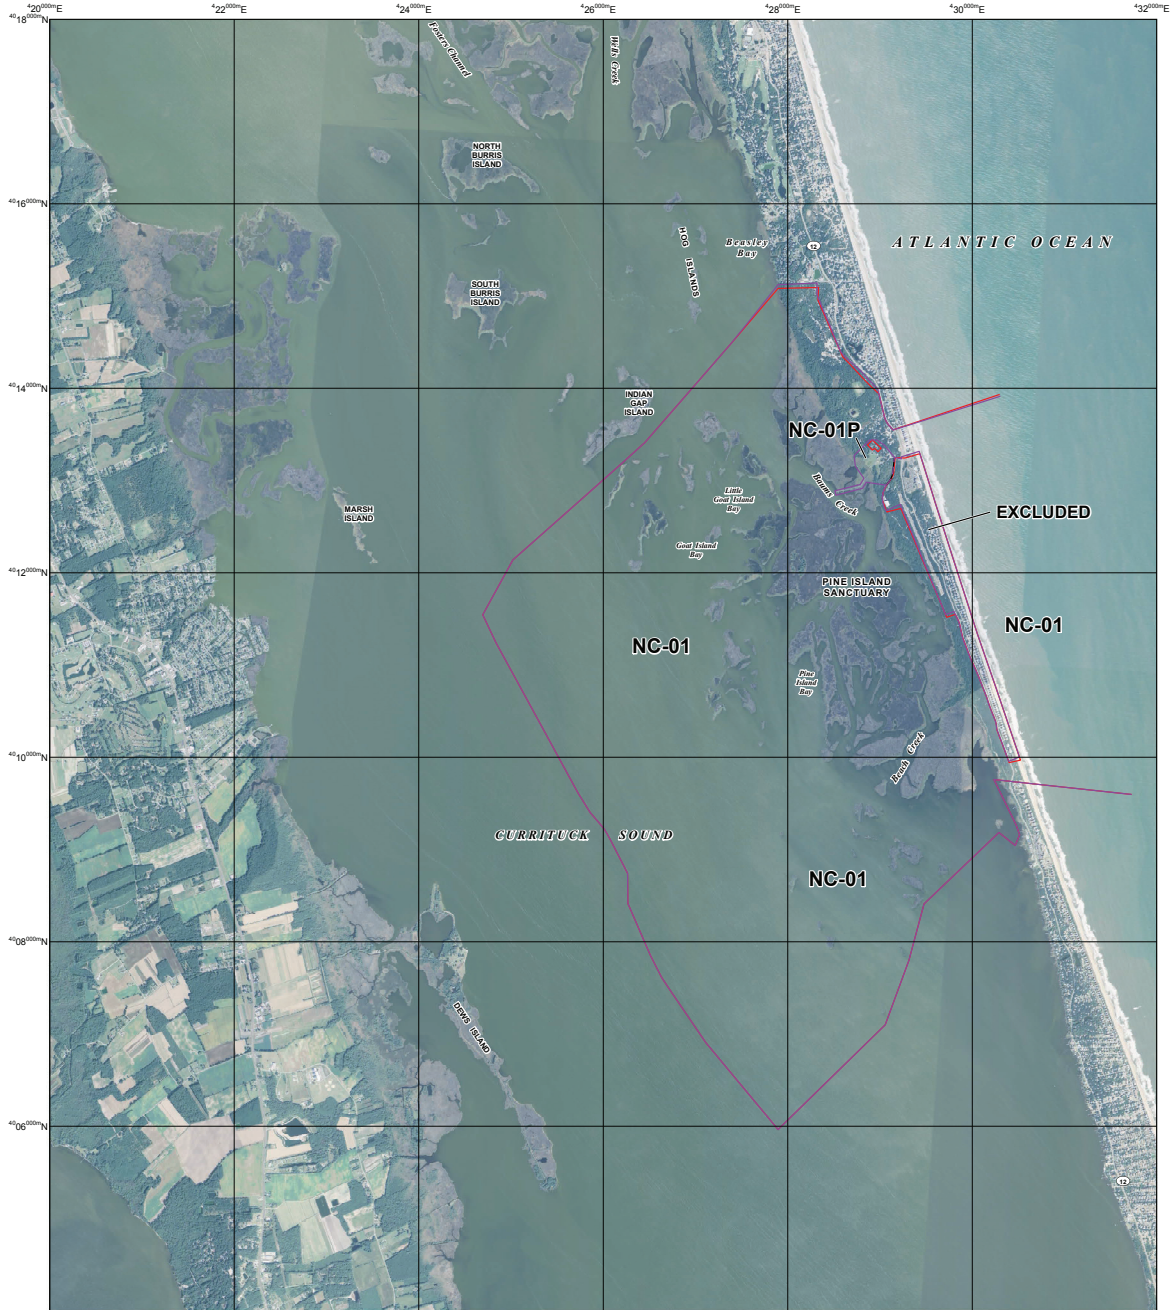 420000mE
422000mE
424000mE
426000mE
428000mE
430000mE
432000mE
4018000mN
Fosters Channel
Wells Creek
NORTH
BURRIS
ISLAND
4016000mN
HOG ISLANDS
Beasley
Bay
12
ATLANTIC OCEAN
SOUTH
BURRIS
ISLAND
4014000mN
INDIAN
GAP
ISLAND
NC-01P
Baums Creek
Little
Goat Island
Bay
MARSH
ISLAND
EXCLUDED
Goat Island
Bay
4012000mN
PINE ISLAND
SANCTUARY
NC-01
NC-01
Pine
Island
Bay
Beach Creek
4010000mN
CURRITUCK SOUND
NC-01
4008000mN
DEWS ISLAND
4006000mN
12